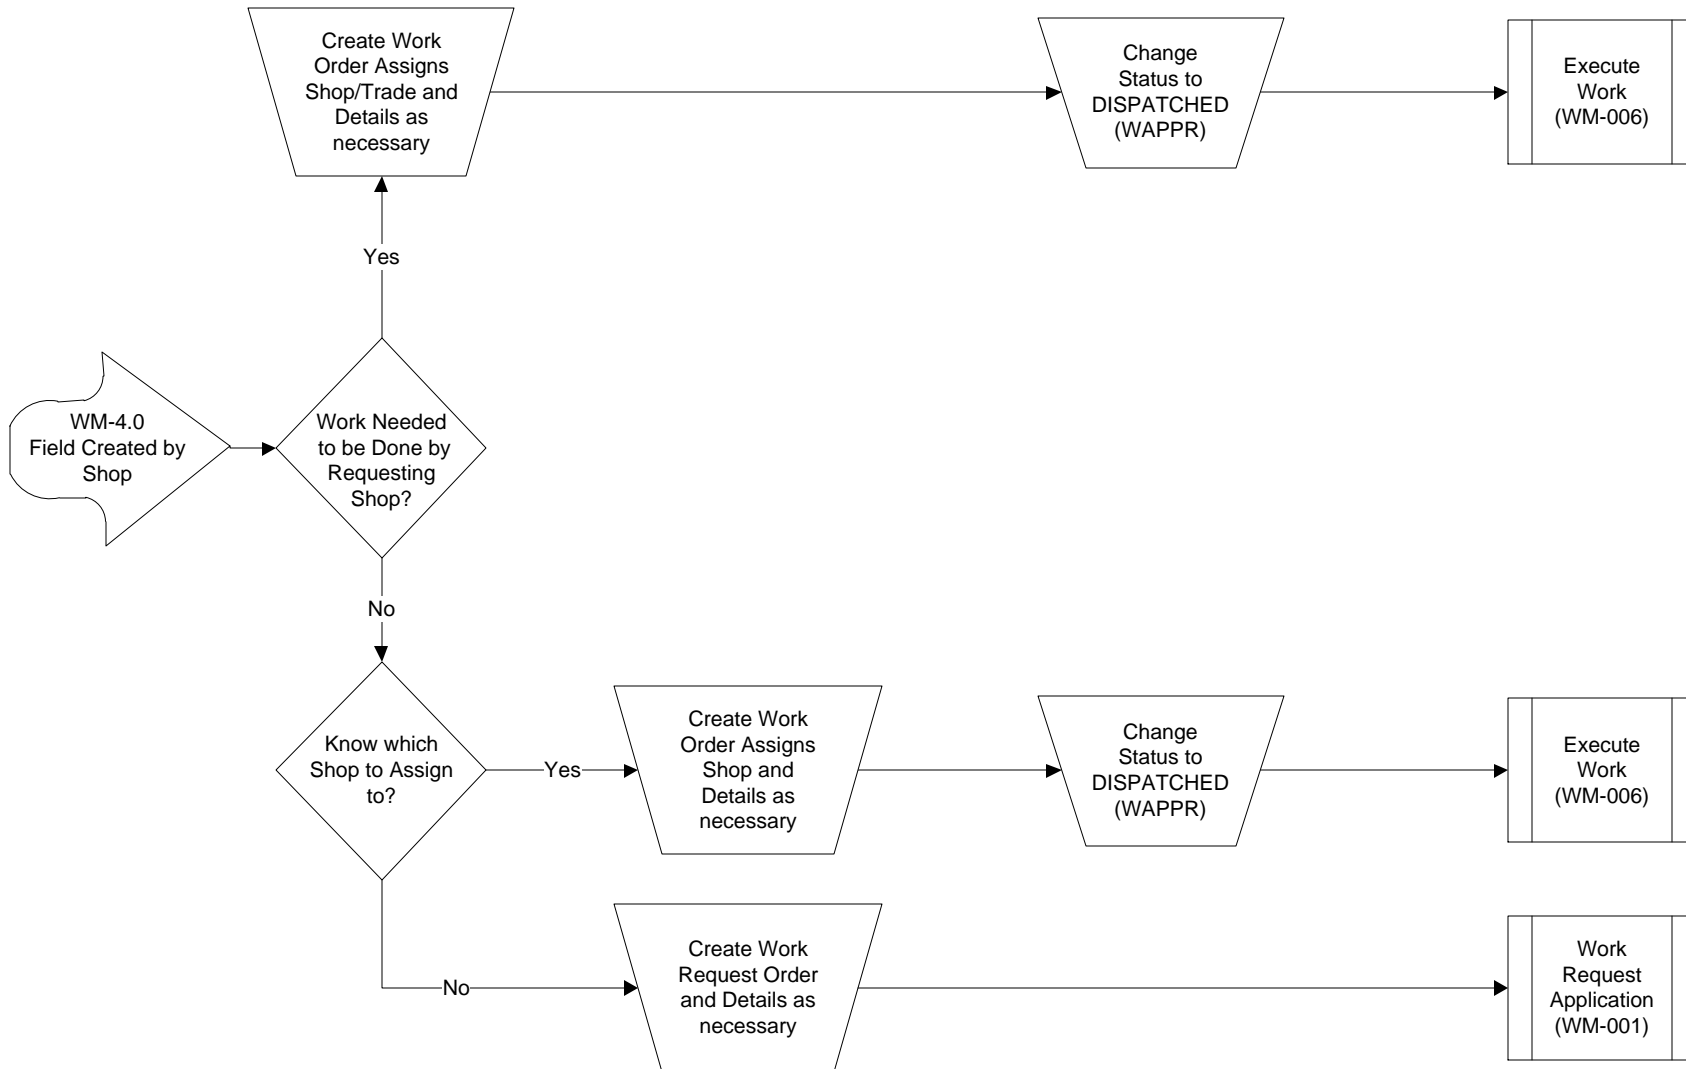 Create Work
Order Assigns
Shop/Trade and
Details as
necessary
Change
Status to
DISPATCHED
(WAPPR)
Execute
Work
(WM-006)
Yes
WM-4.0
Field Created by
Shop
Work Needed
to be Done by
Requesting
Shop?
No
Know which
Shop to Assign
to?
Yes
Create Work
Order Assigns
Shop and
Details as
necessary
Change
Status to
DISPATCHED
(WAPPR)
Execute
Work
(WM-006)
No
Create Work
Request Order
and Details as
necessary
Work
Request
Application
(WM-001)